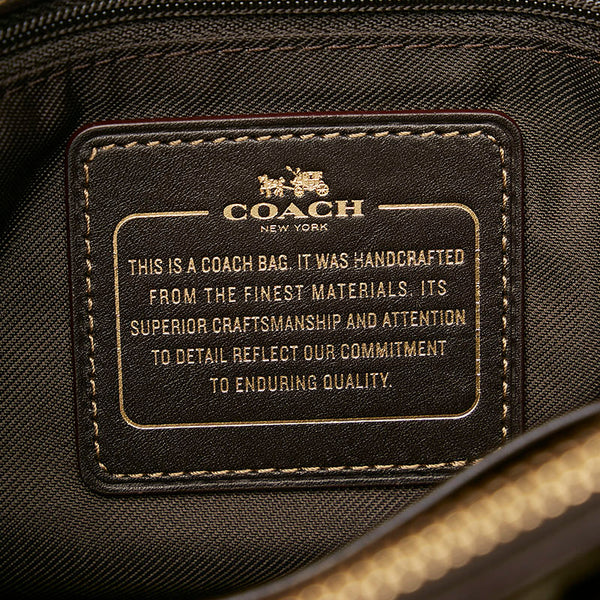 COACH
NEW YORK
THIS IS A COACH BAG. IT WAS HANDCRAFTED
FROM THE FINEST MATERIALS. ITS
SUPERIOR CRAFTSMANSHIP AND ATTENTION
TO DETAIL REFLECT OUR COMMITMENT
TO ENDURING QUALITY.